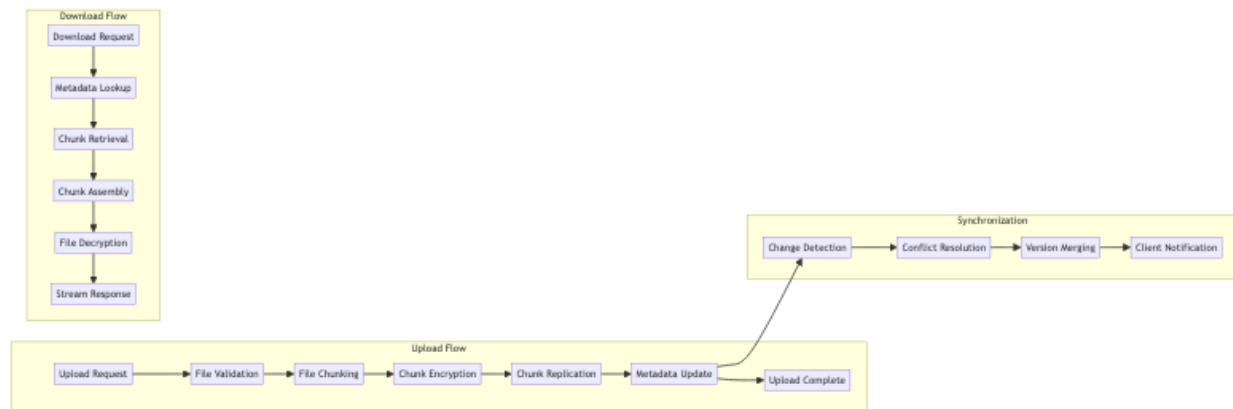 Download Flow
Download Request
Metadata Lookup
Chunk Retrieval
Chunk Assembly
File Decryption
Stream Response
Synchronization
Change Detection
Conflict Resolution
Version Merging
Client Notification
Upload Flow
Upload Request
File Validation
File Chunking
Chunk Encryption
Chunk Replication
Metadata Update
Upload Complete